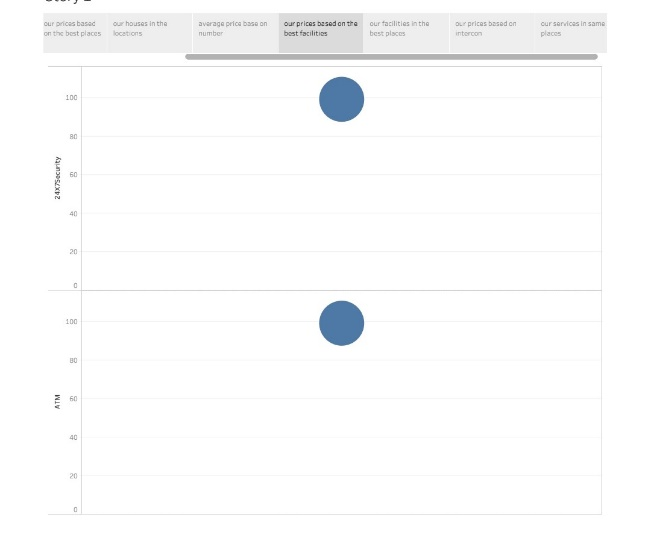 our prices based
on the best places
our houses in the
locations
average price base on
number
our prices based on the
best facilities
our facilities in the
best places
our prices based on
intercon
our services in same
places
100
80
60
40
20
0
24X7Security
100
80
60
40
20
0
ATM